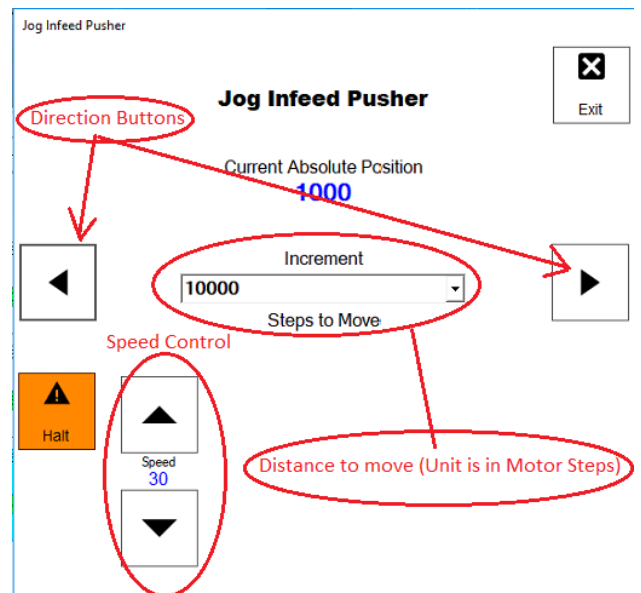 Jog Infeed Pusher
Jog Infeed Pusher
Exit
Direction Buttons
Current Absolute Position
1000
Increment
10000
Steps to Move
Speed Control
Halt
Speed
30
Distance to move (Unit is in Motor Steps)